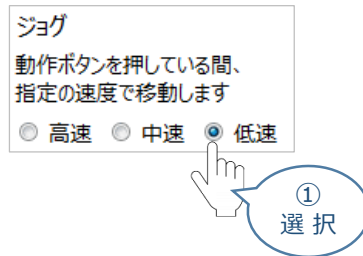 ジョグ
動作ボタンを押している間、
指定の速度で移動します
高速 中速 低速
①
選 択